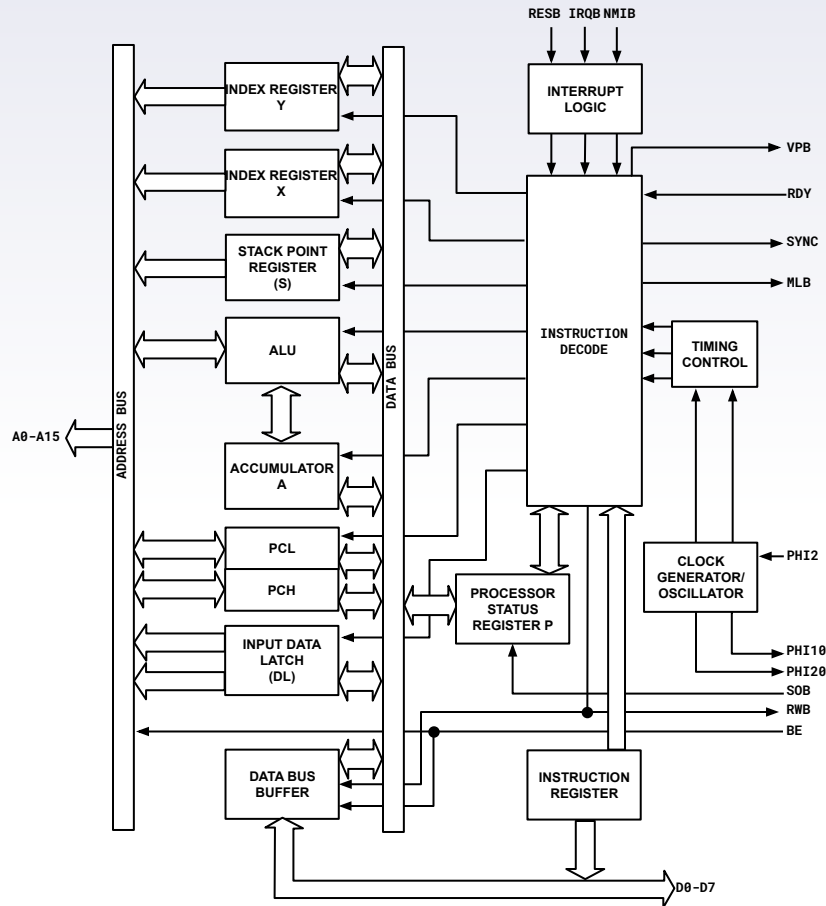 RESB IRQB NMIB
INTERRUPT
LOGIC
INDEX REGISTER
Y
INDEX REGISTER
X
STACK POINT
REGISTER
(S)
ALU
ACCUMULATOR
A
PCL
PCH
INPUT DATA
LATCH
(DL)
DATA BUS
BUFFER
ADDRESS BUS
DATA BUS
A0-A15
INSTRUCTION
DECODE
TIMING
CONTROL
CLOCK
GENERATOR/
OSCILLATOR
PROCESSOR
STATUS
REGISTER P
INSTRUCTION
REGISTER
VPB
RDY
SYNC
MLB
PHI2
PHI10
PHI20
SOB
RWB
BE
D0-D7